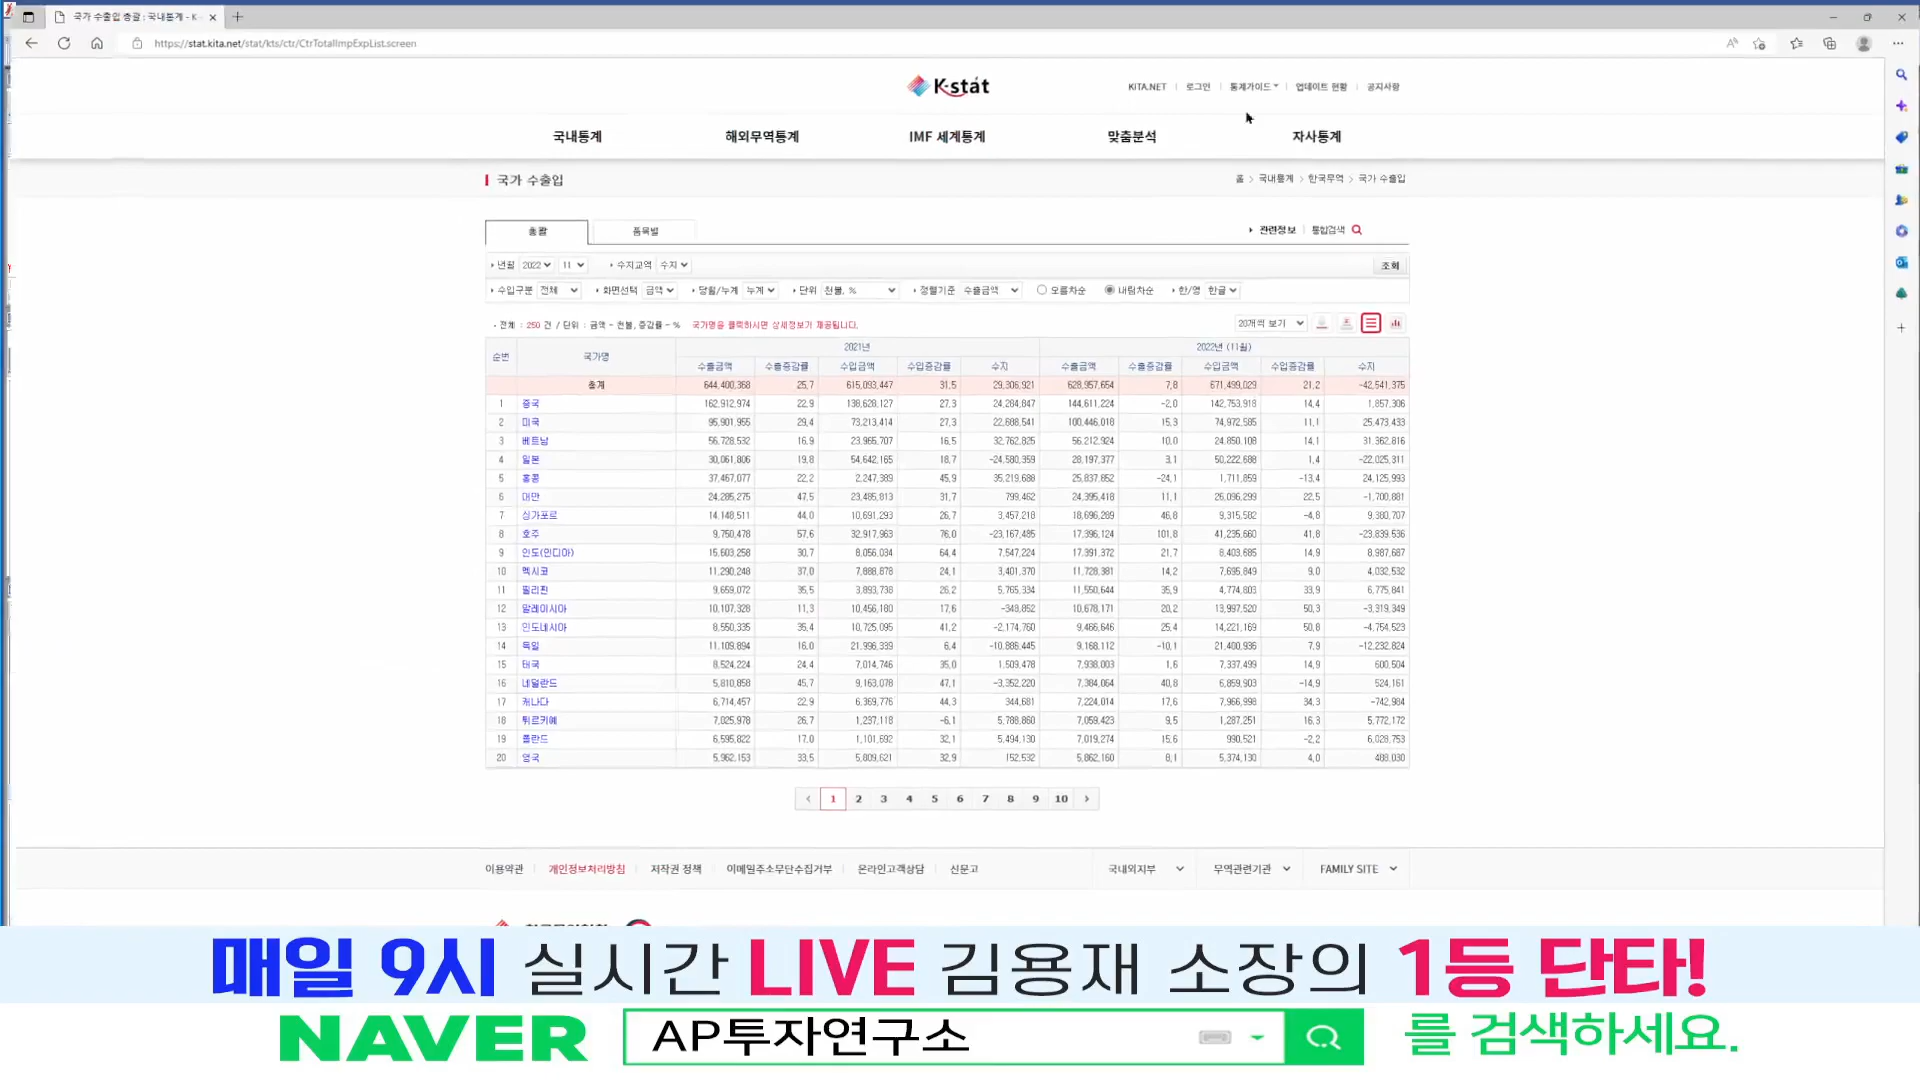 국가 수출입 총괄 : 국내통계 - K-
https://stat.kita.net/stat/kts/ctr/CtrTotalImpExpList.screen
K-stat
KITA.NET 로그인 통계가이드 업데이트 현황 공지사항
국내통계 해외무역통계 IMF 세계통계 맞춤분석 자사통계
국가 수출입
홈 > 국내통계 > 한국무역 > 국가 수출입
총괄 품목별 관련정보 통합검색
년월 2022 11 수지교역 수지 조회
수입구분 전체 화면선택 금액 당월/누계 누계 단위 천불, % 정렬기준 수출금액 오름차순 내림차순 한/영 한글
전체 : 250 건 / 단위 : 금액 - 천불, 증감률 - % 국가명을 클릭하시면 상세정보가 제공됩니다. 20개씩 보기
순번 국가명 2021년 2022년 (11월)
수출금액 수출증감률 수입금액 수입증감률 수지 수출금액 수출증감률 수입금액 수입증감률 수지
총계 644,400,368 25.7 615,093,447 31.5 29,306,921 628,957,654 7.8 671,499,029 21.2 -42,541,375
1 중국 162,912,974 22.9 138,628,127 27.3 24,284,847 144,611,224 -2.0 142,753,918 14.4 1,857,306
2 미국 95,901,955 29.4 73,213,414 27.3 22,688,541 100,446,018 15.3 74,972,585 11.1 25,473,433
3 베트남 56,728,532 16.9 23,965,707 16.5 32,762,825 56,212,924 10.0 24,850,108 14.1 31,362,816
4 일본 30,061,806 19.8 54,642,165 18.7 -24,580,359 28,197,377 3.1 50,222,688 1.4 -22,025,311
5 홍콩 37,467,077 22.2 2,247,389 45.9 35,219,688 25,837,852 -24.1 1,711,859 -13.4 24,125,993
6 대만 24,285,275 47.5 23,485,813 31.7 799,462 24,395,418 11.1 26,096,299 22.5 -1,700,881
7 싱가포르 14,148,511 44.0 10,691,293 26.7 3,457,218 18,696,289 46.8 9,315,582 -4.8 9,380,707
8 호주 9,750,478 57.6 32,917,963 76.0 -23,167,485 17,396,124 101.8 41,235,660 41.8 -23,839,536
9 인도(인디아) 15,603,258 30.7 8,056,034 64.4 7,547,224 17,391,372 21.7 8,403,685 14.9 8,987,687
10 멕시코 11,290,248 37.0 7,888,878 24.1 3,401,370 11,728,381 14.2 7,695,849 9.0 4,032,532
11 필리핀 9,659,072 35.5 3,893,738 26.2 5,765,334 11,550,644 35.9 4,774,803 33.9 6,775,841
12 말레이시아 10,107,328 11.3 10,456,180 17.6 -348,852 10,678,171 20.2 13,997,520 50.3 -3,319,349
13 인도네시아 8,550,335 35.4 10,725,095 41.2 -2,174,760 9,466,646 25.4 14,221,169 50.8 -4,754,523
14 독일 11,109,894 16.0 21,996,339 6.4 -10,886,445 9,168,112 -10.1 21,400,936 7.9 -12,232,824
15 태국 8,524,224 24.4 7,014,746 35.0 1,509,478 7,938,003 1.6 7,337,499 14.9 600,504
16 네덜란드 5,810,858 45.7 9,163,078 47.1 -3,352,220 7,384,064 40.8 6,859,903 -14.9 524,161
17 캐나다 6,714,457 22.9 6,369,776 44.3 344,681 7,224,014 17.6 7,966,998 34.3 -742,984
18 튀르키예 7,025,978 26.7 1,237,118 -6.1 5,788,860 7,059,423 9.5 1,287,251 16.3 5,772,172
19 폴란드 6,595,822 17.0 1,101,692 32.1 5,494,130 7,019,274 15.6 990,521 -2.2 6,028,753
20 영국 5,962,153 33.5 5,809,621 32.9 152,532 5,862,160 8.1 5,374,130 4.0 488,030
1 2 3 4 5 6 7 8 9 10
이용약관 개인정보처리방침 저작권 정책 이메일주소무단수집거부 온라인고객상담 신문고 국내외지부 무역관련기관 FAMILY SITE
매일 9시 실시간 LIVE 김용재 소장의 1등 단타!
NAVER AP투자연구소 를 검색하세요.